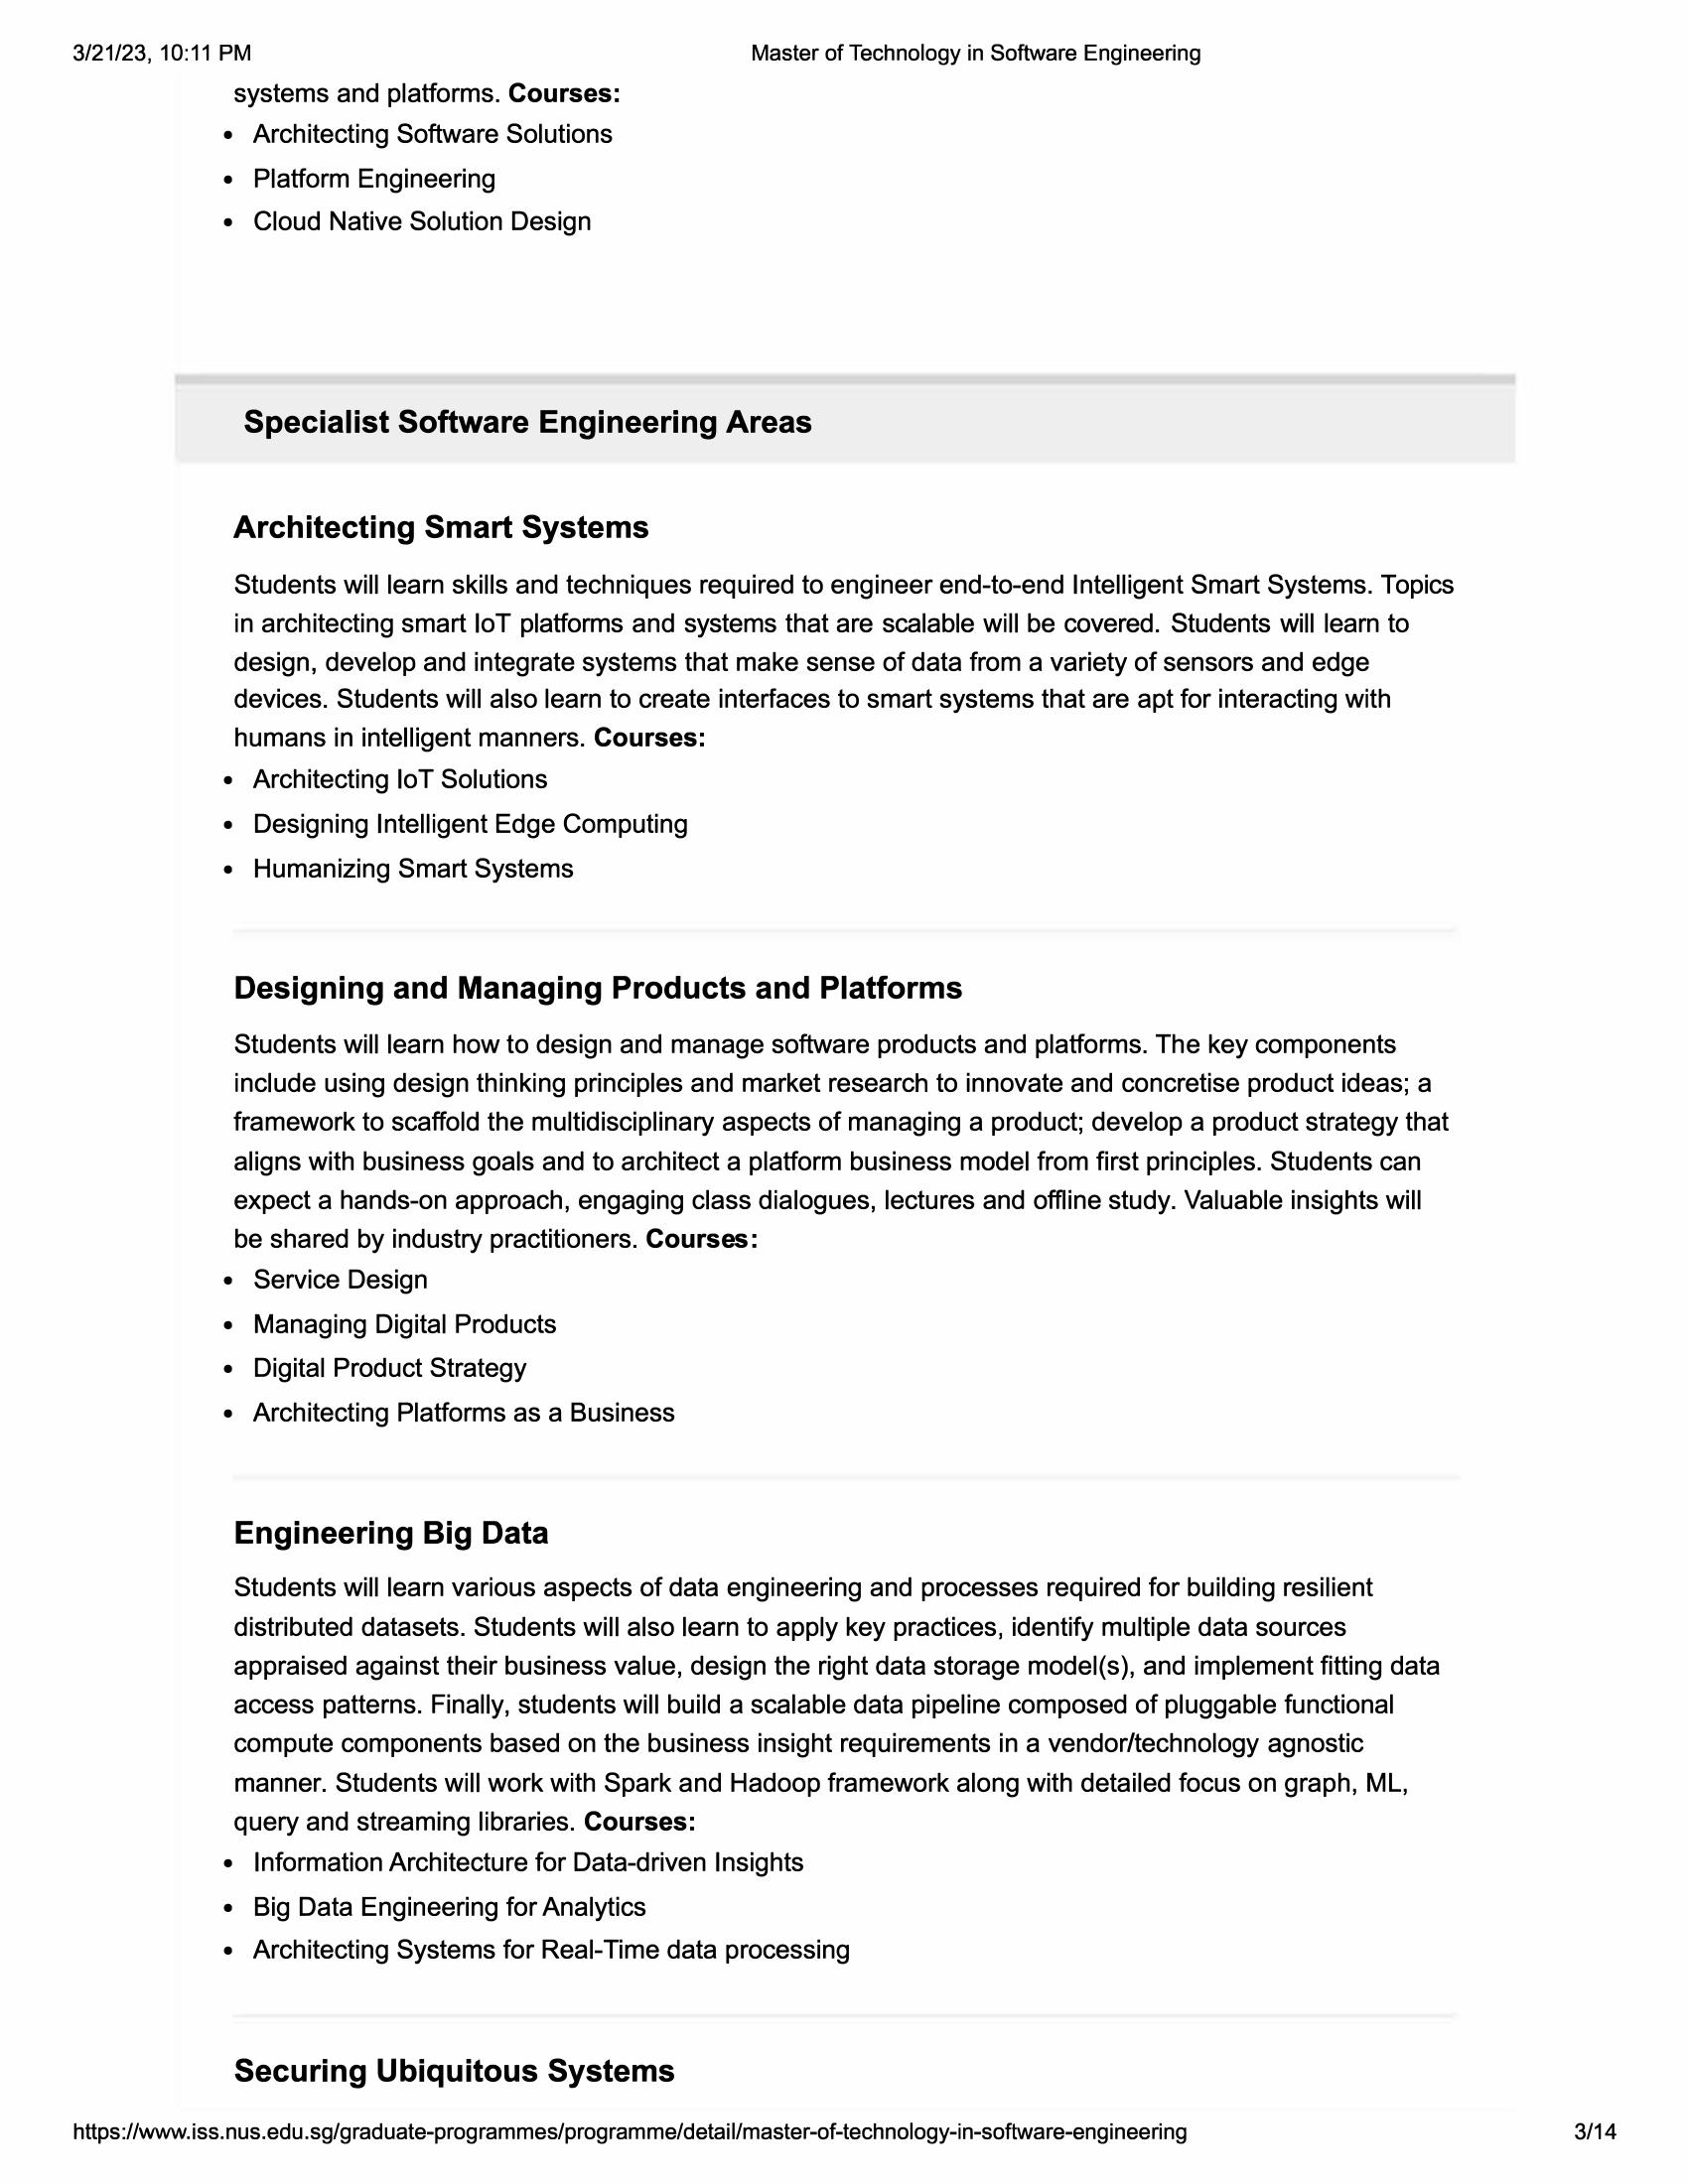 3/21/23, 10:11 PM
Master of Technology in Software Engineering
systems and platforms. Courses:
• Architecting Software Solutions
• Platform Engineering
• Cloud Native Solution Design
Specialist Software Engineering Areas
Architecting Smart Systems
Students will learn skills and techniques required to engineer end-to-end Intelligent Smart Systems. Topics
in architecting smart IoT platforms and systems that are scalable will be covered. Students will learn to
design, develop and integrate systems that make sense of data from a variety of sensors and edge
devices. Students will also learn to create interfaces to smart systems that are apt for interacting with
humans in intelligent manners. Courses:
• Architecting IoT Solutions
• Designing Intelligent Edge Computing
• Humanizing Smart Systems
Designing and Managing Products and Platforms
Students will learn how to design and manage software products and platforms. The key components
include using design thinking principles and market research to innovate and concretise product ideas; a
framework to scaffold the multidisciplinary aspects of managing a product; develop a product strategy that
aligns with business goals and to architect a platform business model from first principles. Students can
expect a hands-on approach, engaging class dialogues, lectures and offline study. Valuable insights will
be shared by industry practitioners. Courses:
• Service Design
• Managing Digital Products
• Digital Product Strategy
• Architecting Platforms as a Business
Engineering Big Data
Students will learn various aspects of data engineering and processes required for building resilient
distributed datasets. Students will also learn to apply key practices, identify multiple data sources
appraised against their business value, design the right data storage model(s), and implement fitting data
access patterns. Finally, students will build a scalable data pipeline composed of pluggable functional
compute components based on the business insight requirements in a vendor/technology agnostic
manner. Students will work with Spark and Hadoop framework along with detailed focus on graph, ML,
query and streaming libraries. Courses:
• Information Architecture for Data-driven Insights
• Big Data Engineering for Analytics
• Architecting Systems for Real-Time data processing
Securing Ubiquitous Systems
https://www.iss.nus.edu.sg/graduate-programmes/programme/detail/master-of-technology-in-software-engineering
3/14